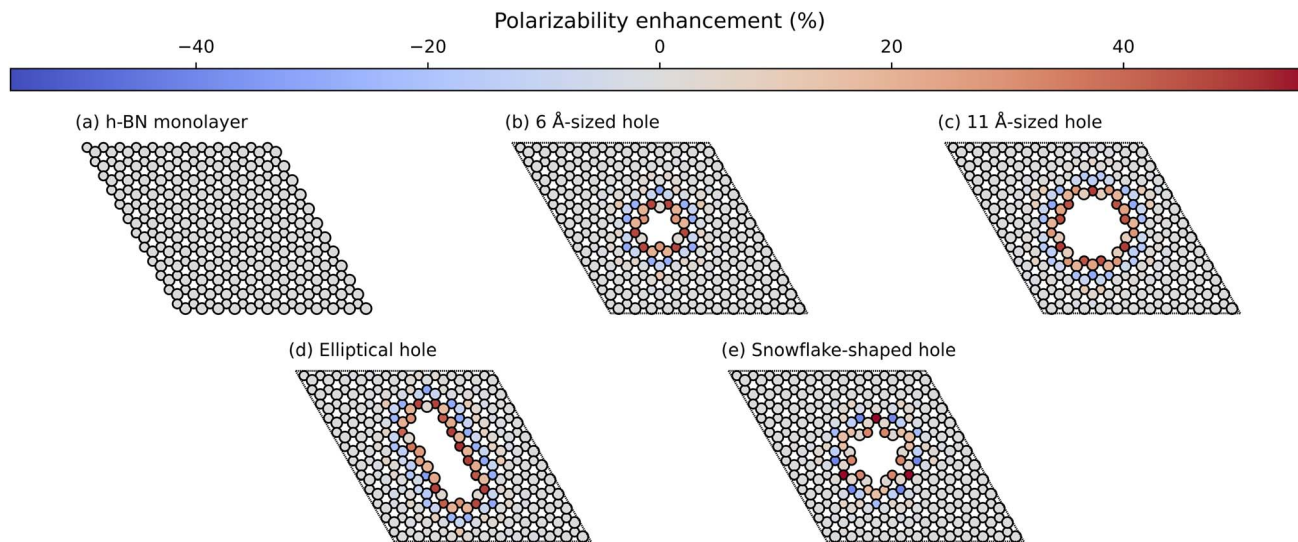 Polarizability enhancement (%)
−40 −20 0 20 40
(a) h-BN monolayer
(b) 6 Å-sized hole
(c) 11 Å-sized hole
(d) Elliptical hole
(e) Snowflake-shaped hole